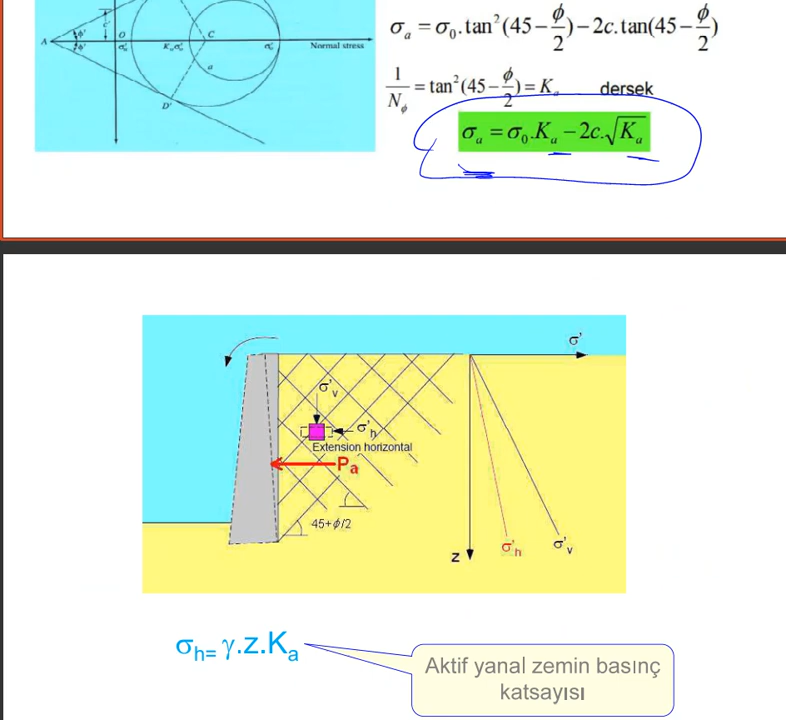 σₐ = σ₀.tan²(45−ϕ/2)−2c.tan(45−ϕ/2)
A ϕ' ϕ' O C Normal stress
1/N_ϕ = tan²(45−ϕ/2) = Kₐ dersek
a
D'
σₐ = σ₀.Kₐ − 2c.√Kₐ
σ'
σ'v
σ'h
Extension horizontal
Pa
45+ϕ/2
z
σ'h
σ'v
σh= γ.z.Ka
Aktif yanal zemin basınç
katsayısı